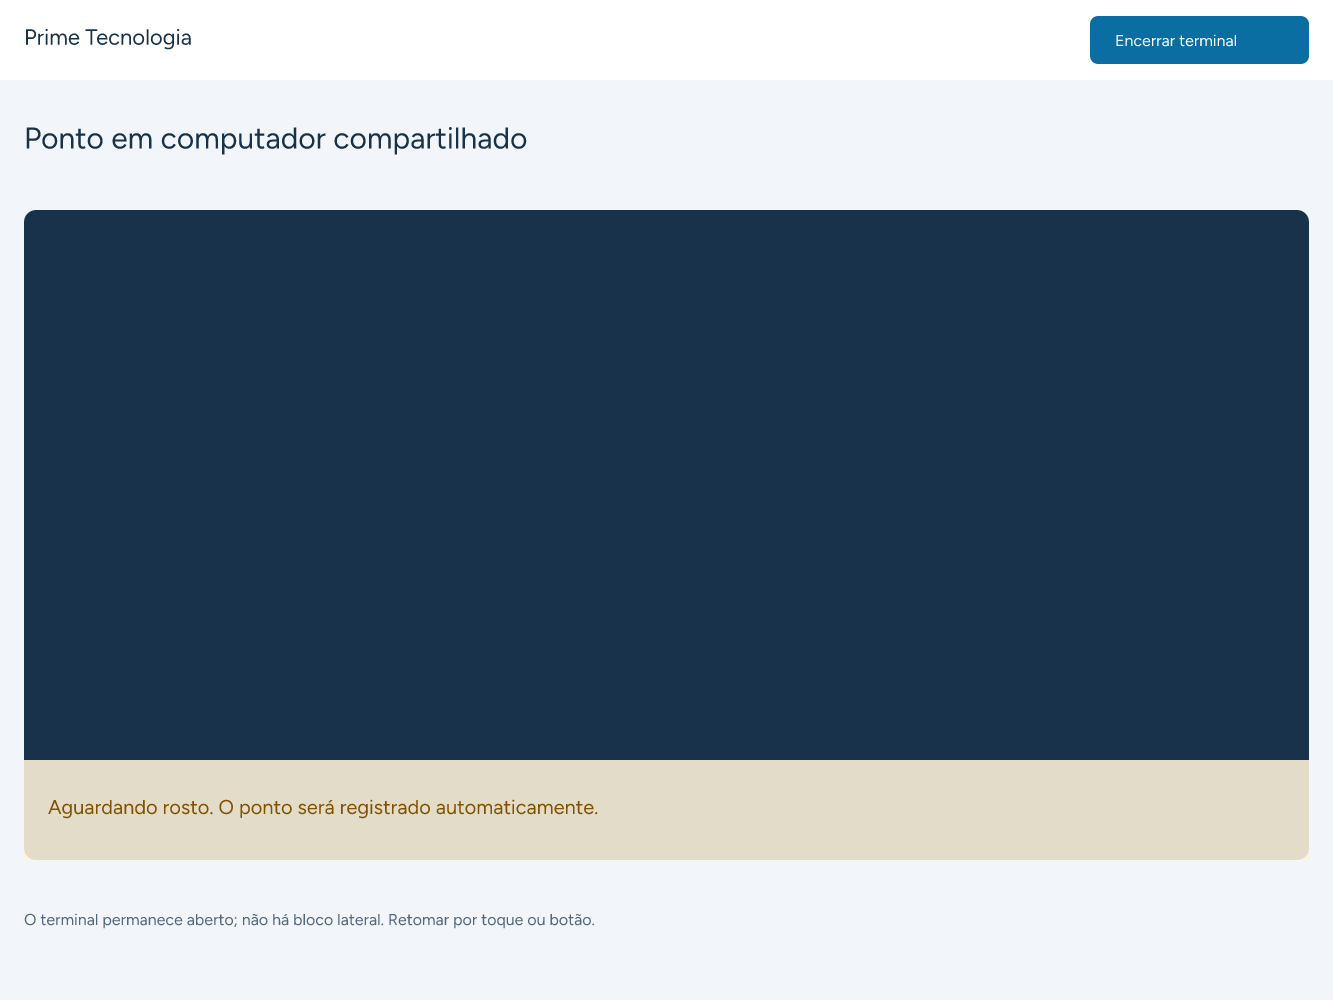 Prime Tecnologia
Encerrar terminal
Ponto em computador compartilhado
Aguardando rosto. O ponto será registrado automaticamente.
O terminal permanece aberto; não há bloco lateral. Retomar por toque ou botão.